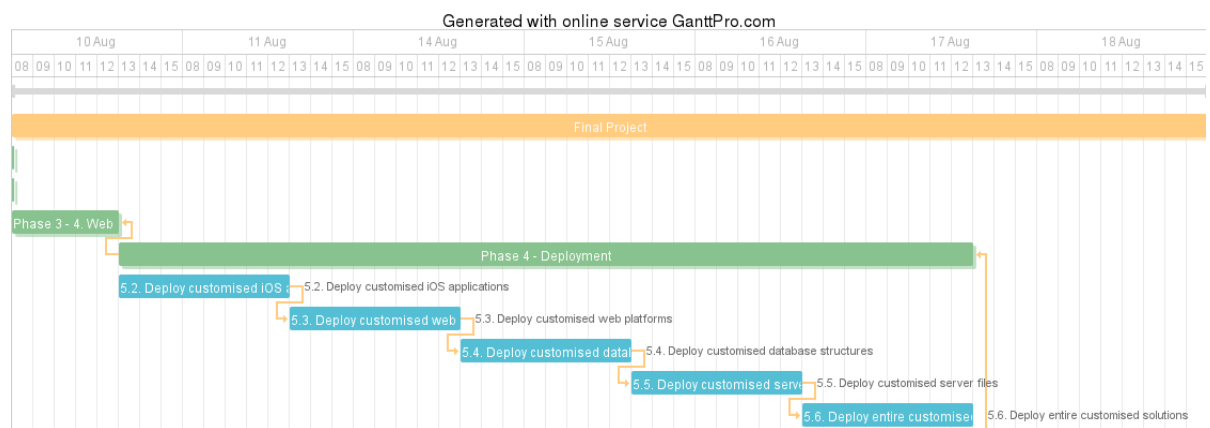 Generated with online service GanttPro.com
10 Aug 11 Aug 14 Aug 15 Aug 16 Aug 17 Aug 18 Aug
08 09 10 11 12 13 14 15 08 09 10 11 12 13 14 15 08 09 10 11 12 13 14 15 08 09 10 11 12 13 14 15 08 09 10 11 12 13 14 15 08 09 10 11 12 13 14 15 08 09 10 11 12 13 14 15
Final Project
Phase 3 - 4. Web
Phase 4 - Deployment
5.2. Deploy customised iOS a 5.2. Deploy customised iOS applications
5.3. Deploy customised web 5.3. Deploy customised web platforms
5.4. Deploy customised datal 5.4. Deploy customised database structures
5.5. Deploy customised serve 5.5. Deploy customised server files
5.6. Deploy entire customised 5.6. Deploy entire customised solutions